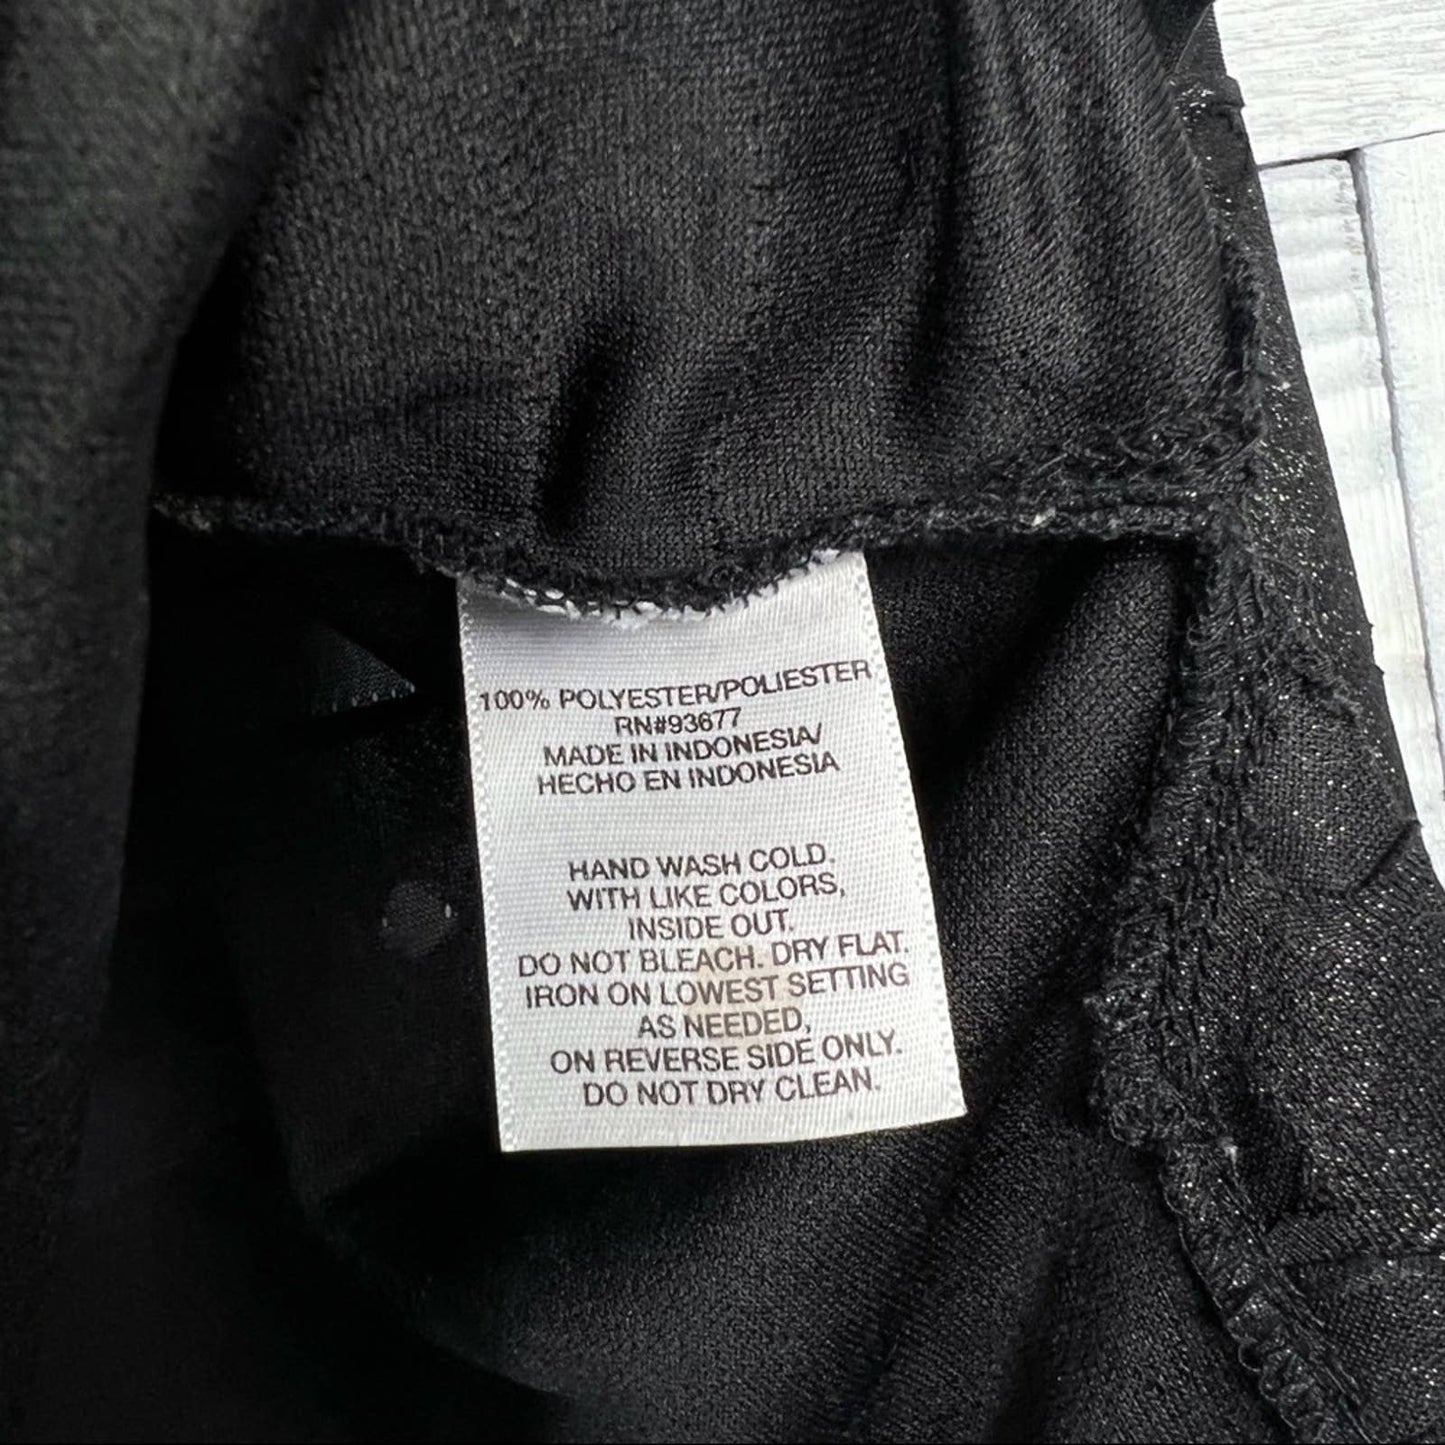 100% POLYESTER/POLIESTER
RN#93677
MADE IN INDONESIA/
HECHO EN INDONESIA
HAND WASH COLD.
WITH LIKE COLORS,
INSIDE OUT.
DO NOT BLEACH. DRY FLAT.
IRON ON LOWEST SETTING
AS NEEDED,
ON REVERSE SIDE ONLY.
DO NOT DRY CLEAN.